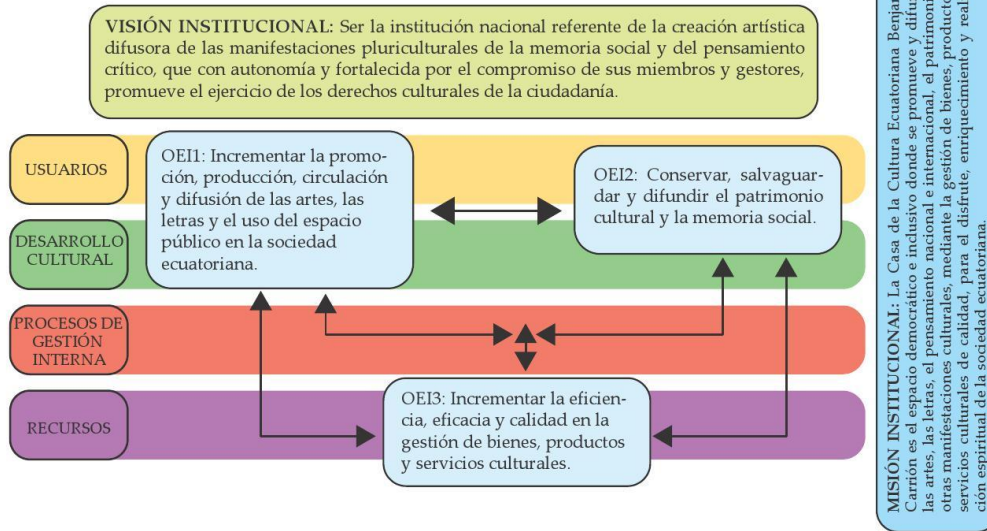 VISIÓN INSTITUCIONAL: Ser la institución nacional referente de la creación artística
difusora de las manifestaciones pluriculturales de la memoria social y del pensamiento
crítico, que con autonomía y fortalecida por el compromiso de sus miembros y gestores,
promueve el ejercicio de los derechos culturales de la ciudadanía.
USUARIOS
OEI1: Incrementar la promo-
ción, producción, circulación
y difusión de las artes, las
letras y el uso del espacio
público en la sociedad
ecuatoriana.
OEI2: Conservar, salvaguar-
dar y difundir el patrimonio
cultural y la memoria social.
DESARROLLO
CULTURAL
PROCESOS DE
GESTIÓN
INTERNA
RECURSOS
OEI3: Incrementar la eficien-
cia, eficacia y calidad en la
gestión de bienes, productos
y servicios culturales.
MISIÓN INSTITUCIONAL: La Casa de la Cultura Ecuatoriana
Carrión es el espacio democrático e inclusivo donde se promueve y
las artes, las letras, el pensamiento nacional e internacional, el
otras manifestaciones culturales, mediante la gestión de bienes,
servicios culturales de calidad, para el disfrute, enriquecimiento y
ción espiritual de la sociedad ecuatoriana.